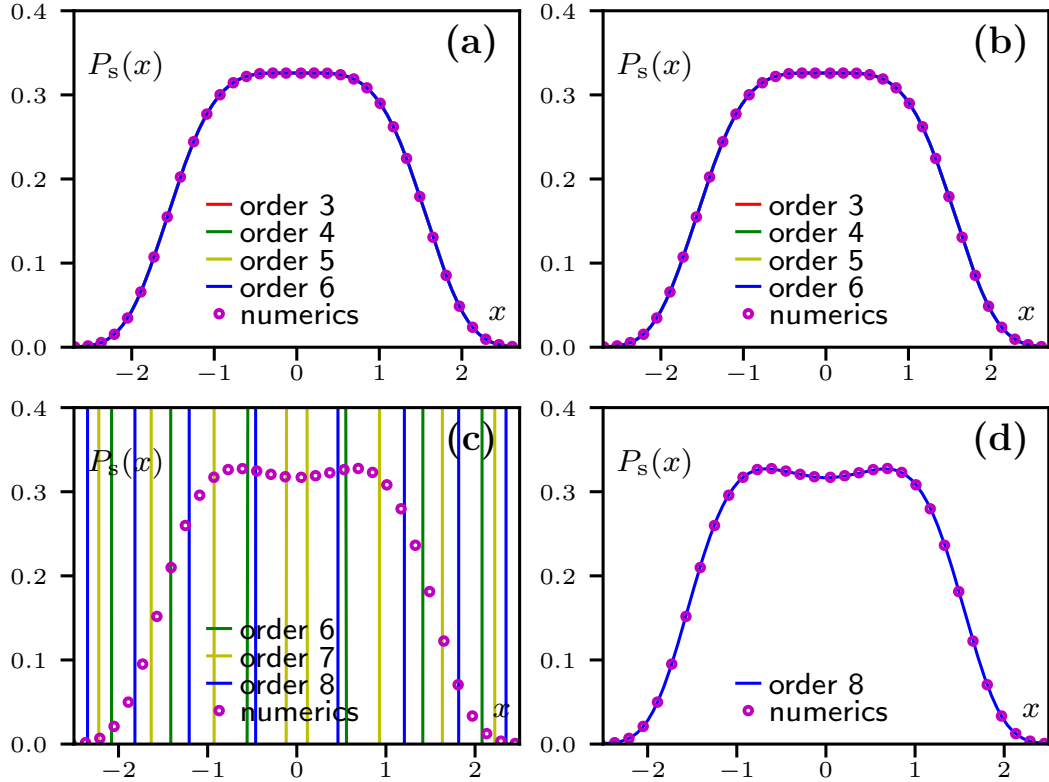 0.4
P_s(x)
(a)
0.3
0.2
order 3
order 4
0.1
order 5
order 6
numerics
x
0.0
−2 −1 0 1 2
0.4
P_s(x)
(b)
0.3
0.2
order 3
order 4
0.1
order 5
order 6
numerics
x
0.0
−2 −1 0 1 2
0.4
P_s(x)
(c)
0.3
0.2
order 6
0.1
order 7
order 8
numerics
x
0.0
−2 −1 0 1 2
0.4
P_s(x)
(d)
0.3
0.2
0.1
order 8
numerics
x
0.0
−2 −1 0 1 2